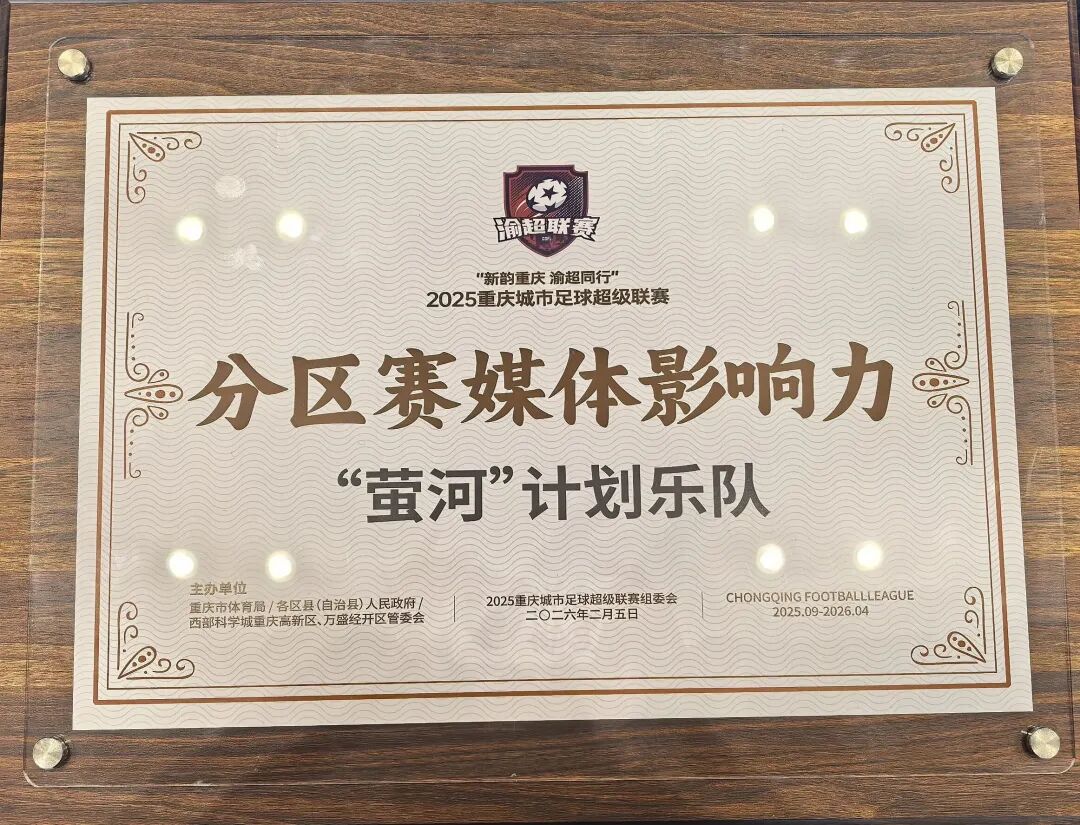 渝超联赛
“新韵重庆 渝超同行”
2025重庆城市足球超级联赛
分区赛媒体影响力
“萤河”计划乐队
主办单位
重庆市体育局 / 各区县（自治县）人民政府 /
西部科学城重庆高新区、万盛经开区管委会
2025重庆城市足球超级联赛组委会
二〇二六年二月五日
CHONGQING FOOTBALLLEAGUE
2025.09-2026.04